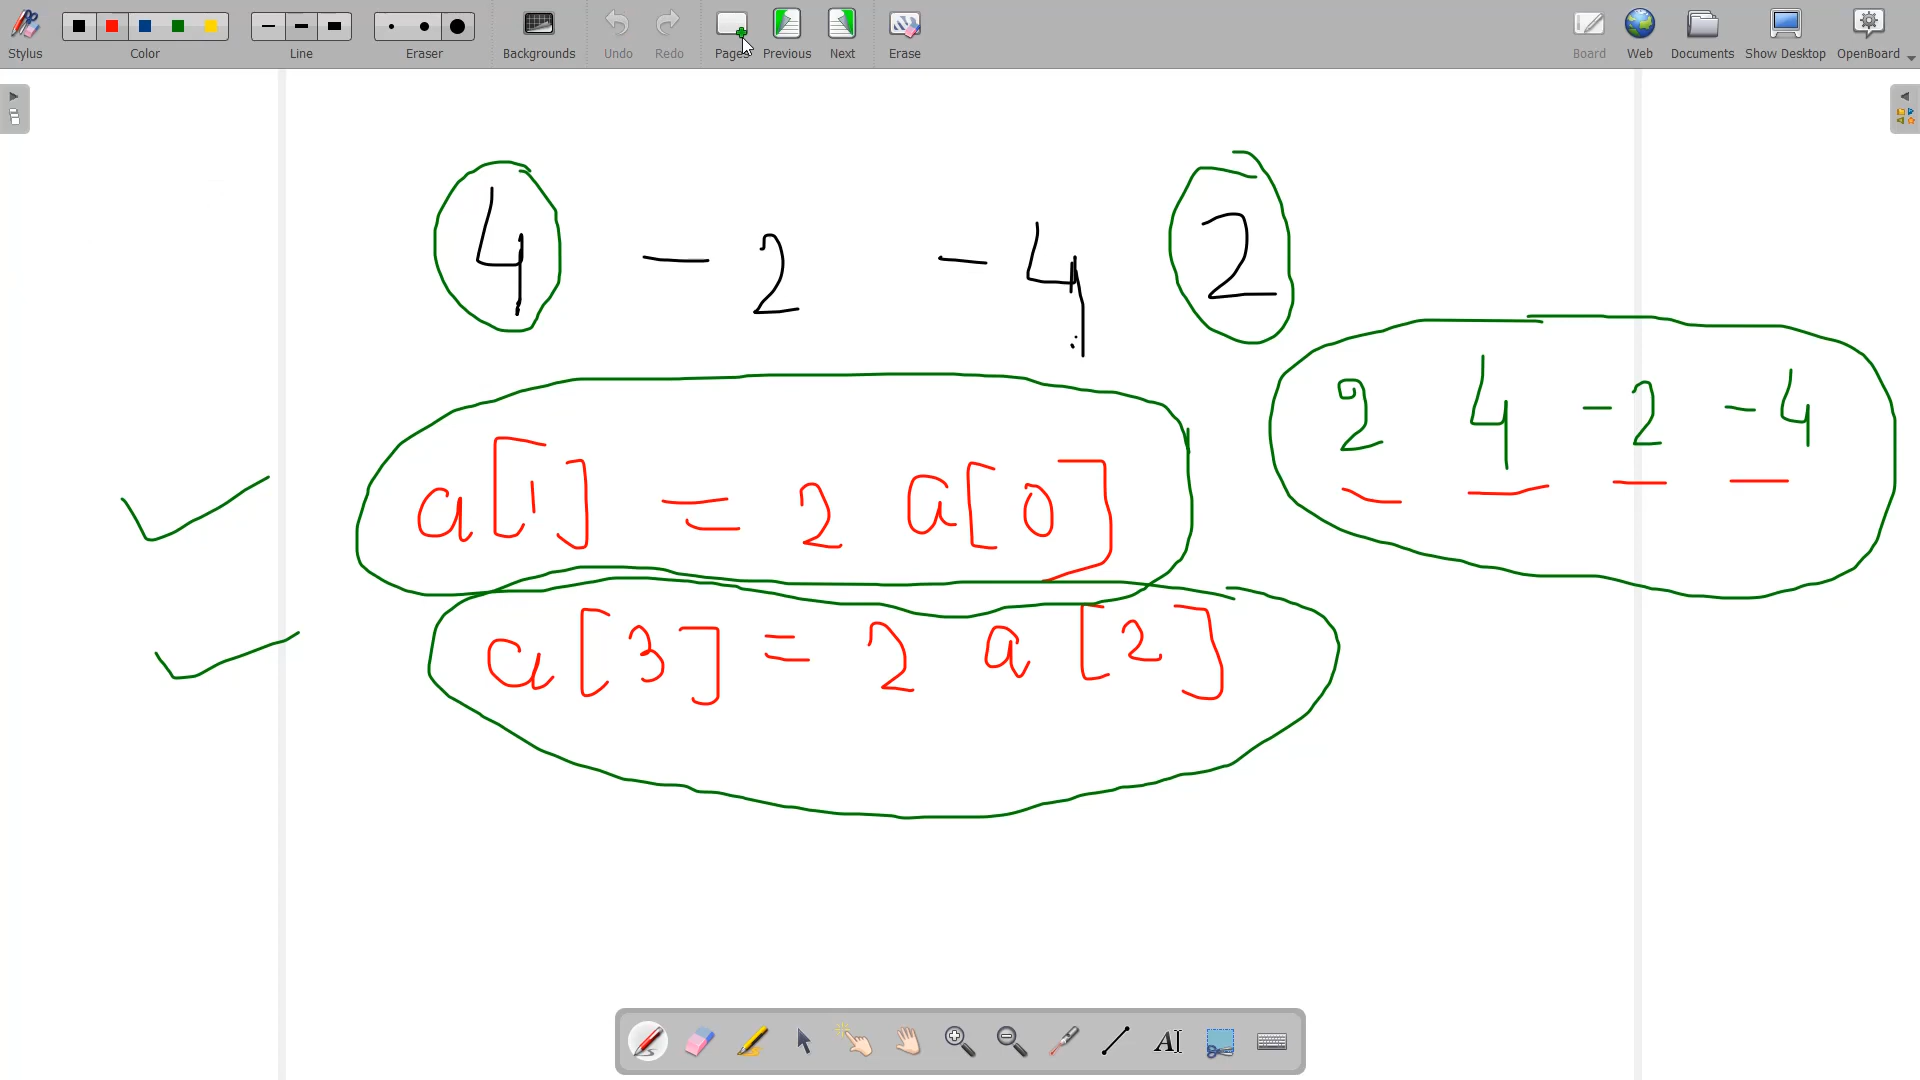 Stylus Color Line Eraser Backgrounds Undo Redo Pages Previous Next Erase Board Web Documents Show Desktop OpenBoard
4 -2 -4 2
2 4 -2 -4
a[1] = 2 a[0]
a[3] = 2 a[2]
AI